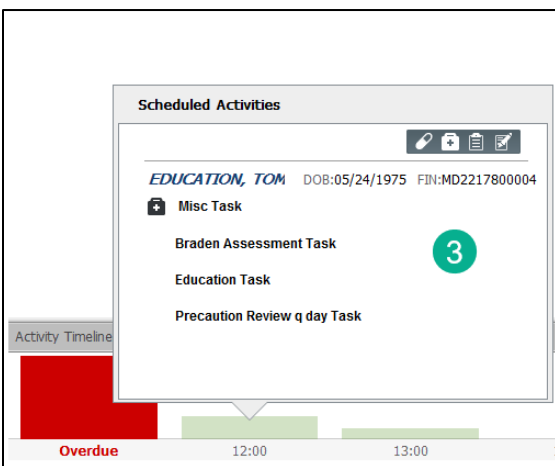 Scheduled Activities
EDUCATION, TOM DOB:05/24/1975 FIN:MD2217800004
Misc Task
Braden Assessment Task
3
Education Task
Precaution Review q day Task
Activity Timeline
Overdue 12:00 13:00